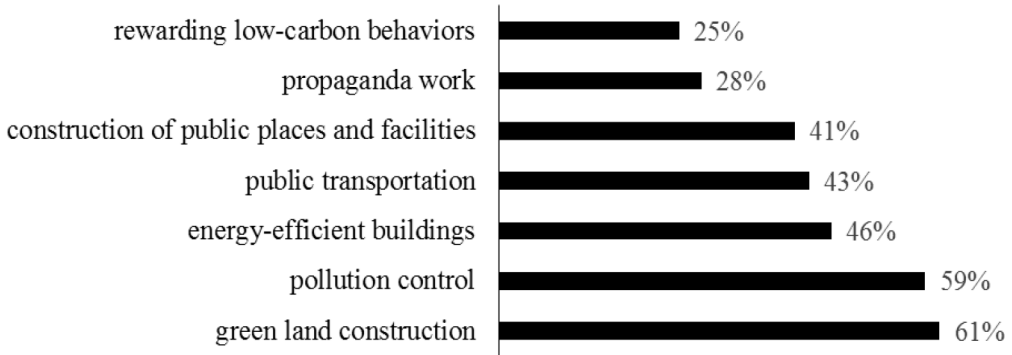 rewarding low-carbon behaviors 25%
propaganda work 28%
construction of public places and facilities 41%
public transportation 43%
energy-efficient buildings 46%
pollution control 59%
green land construction 61%